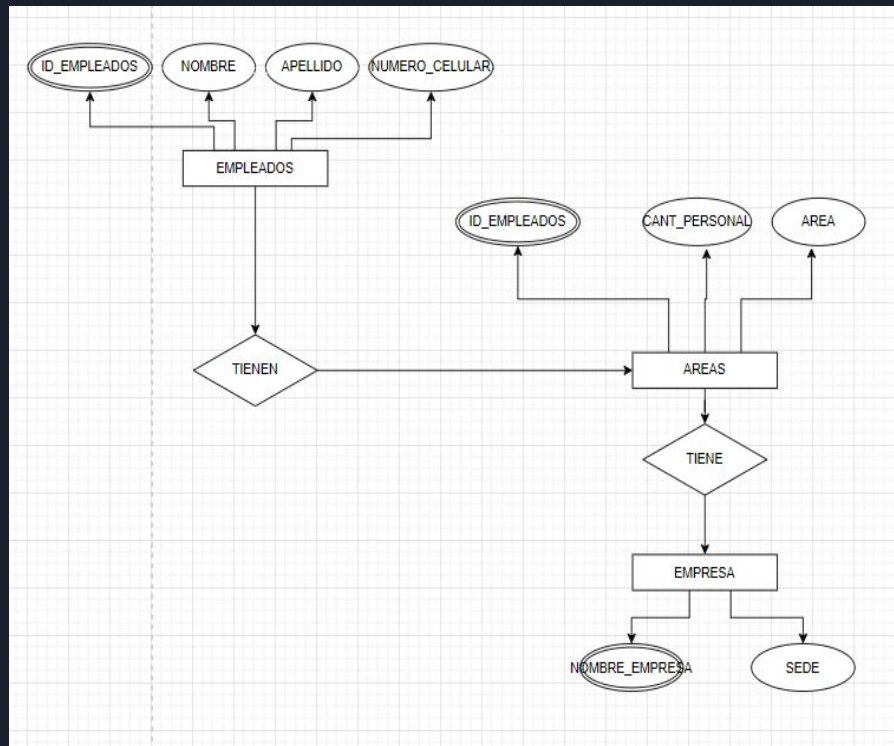 ID_EMPLEADOS
NOMBRE
APELLIDO
NUMERO_CELULAR
EMPLEADOS
ID_EMPLEADOS
CANT_PERSONAL
AREA
TIENEN
AREAS
TIENE
EMPRESA
NOMBRE_EMPRESA
SEDE